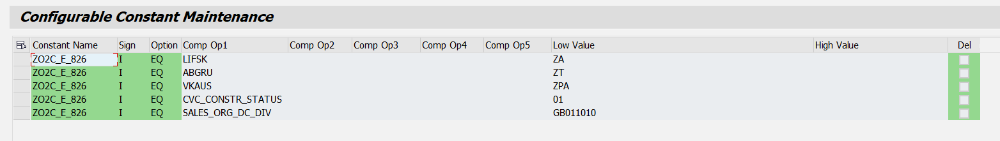 Configurable Constant Maintenance
Constant Name Sign Option Comp Op1 Comp Op2 Comp Op3 Comp Op4 Comp Op5 Low Value High Value Del
ZO2C_E_826 I EQ LIFSK ZA
ZO2C_E_826 I EQ ABGRU ZT
ZO2C_E_826 I EQ VKAUS ZPA
ZO2C_E_826 I EQ CVC_CONSTR_STATUS 01
ZO2C_E_826 I EQ SALES_ORG_DC_DIV GB011010